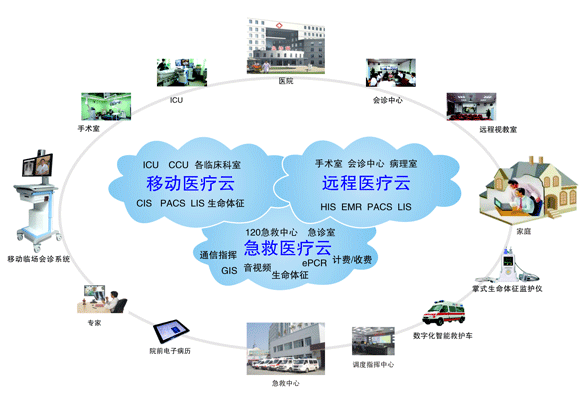 医院
ICU
会诊中心
手术室
远程视教室
ICU CCU 各临床科室
移动医疗云
CIS PACS LIS 生命体征
手术室 会诊中心 病理室
远程医疗云
HIS EMR PACS LIS
120急救中心 急诊室
急救医疗云
通信指挥
计费/收费
ePCR
GIS
音视频
生命体征
家庭
移动临场会诊系统
掌式生命体征监护仪
专家
数字化智能救护车
院前电子病历
调度指挥中心
急救中心